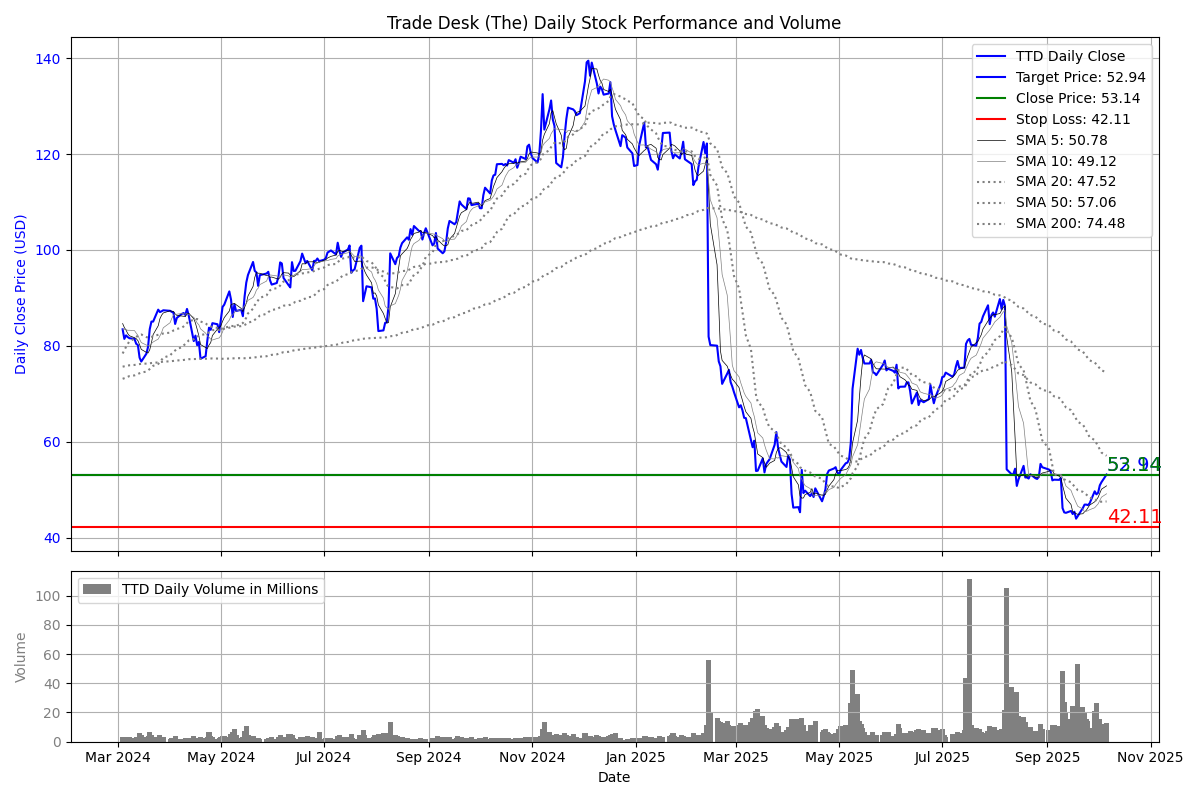 Trade Desk (The) Daily Stock Performance and Volume
Daily Close Price (USD)
140
120
100
80
60
40
TTD Daily Close
Target Price: 52.94
Close Price: 53.14
Stop Loss: 42.11
SMA 5: 50.78
SMA 10: 49.12
SMA 20: 47.52
SMA 50: 57.06
SMA 200: 74.48
52.94
53.14
42.11
Volume
100
80
60
40
20
0
TTD Daily Volume in Millions
Mar 2024 May 2024 Jul 2024 Sep 2024 Nov 2024 Jan 2025 Mar 2025 May 2025 Jul 2025 Sep 2025 Nov 2025
Date